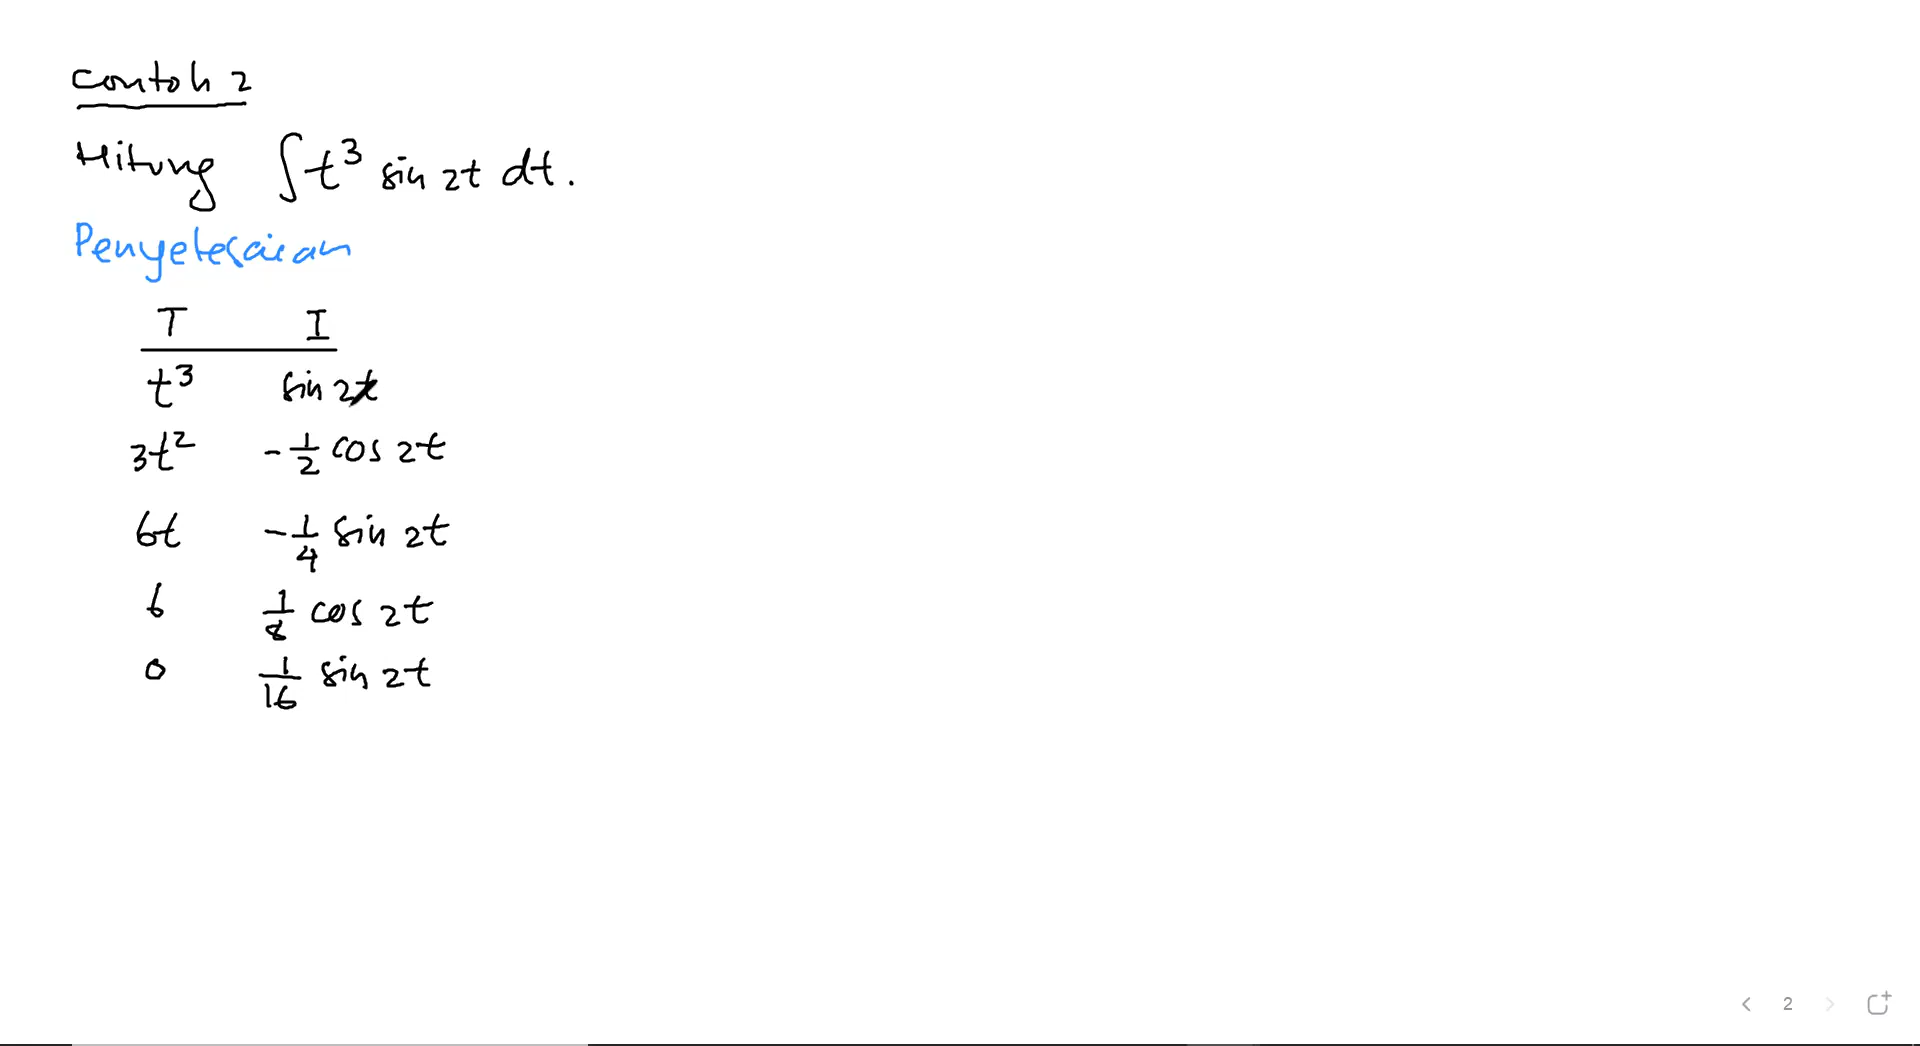 Contoh 2
Hitung ∫ t³ sin 2t dt.
Penyelesaian
T I
t³ sin 2t
3t² -1/2 cos 2t
6t -1/4 sin 2t
6 1/8 cos 2t
0 1/16 sin 2t
< 2 >